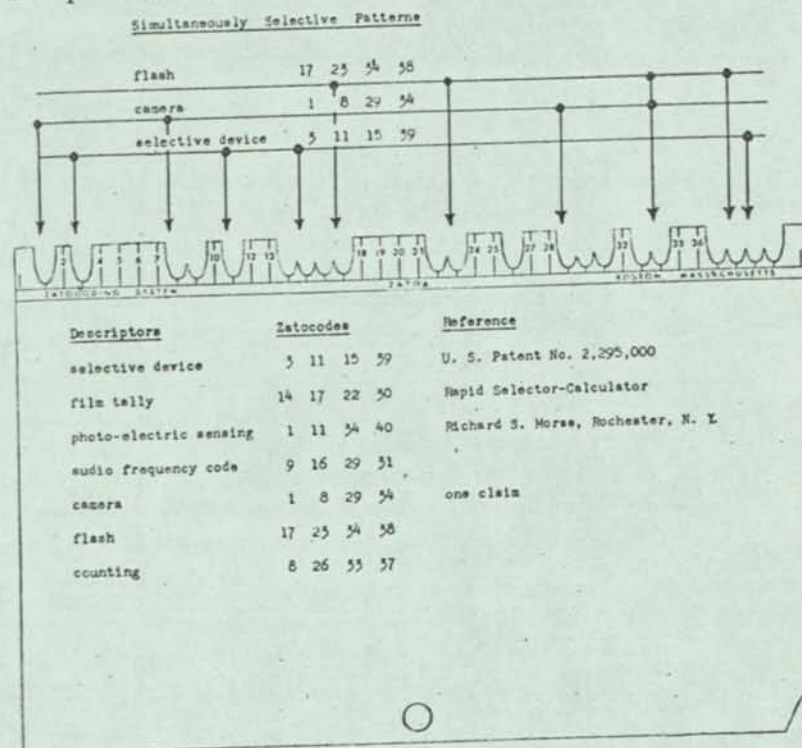 Simultaneously Selective Patterns
flash 17 23 34 38
camera 1 8 29 34
selective device 3 11 15 39
2 4 5 6 7 10 12 13 18 19 20 21 24 25 27 28 32 35 36
ZATOCODING SYSTEM ZATOR BOSTON MASSACHUSETTS
Descriptors Zatocodes Reference
selective device 3 11 15 39 U. S. Patent No. 2,295,000
film tally 14 17 22 30 Rapid Selector-Calculator
photo-electric sensing 1 11 34 40 Richard S. Morse, Rochester, N. Y.
audio frequency code 9 16 29 31
camera 1 8 29 34 one claim
flash 17 23 34 38
counting 8 26 33 37